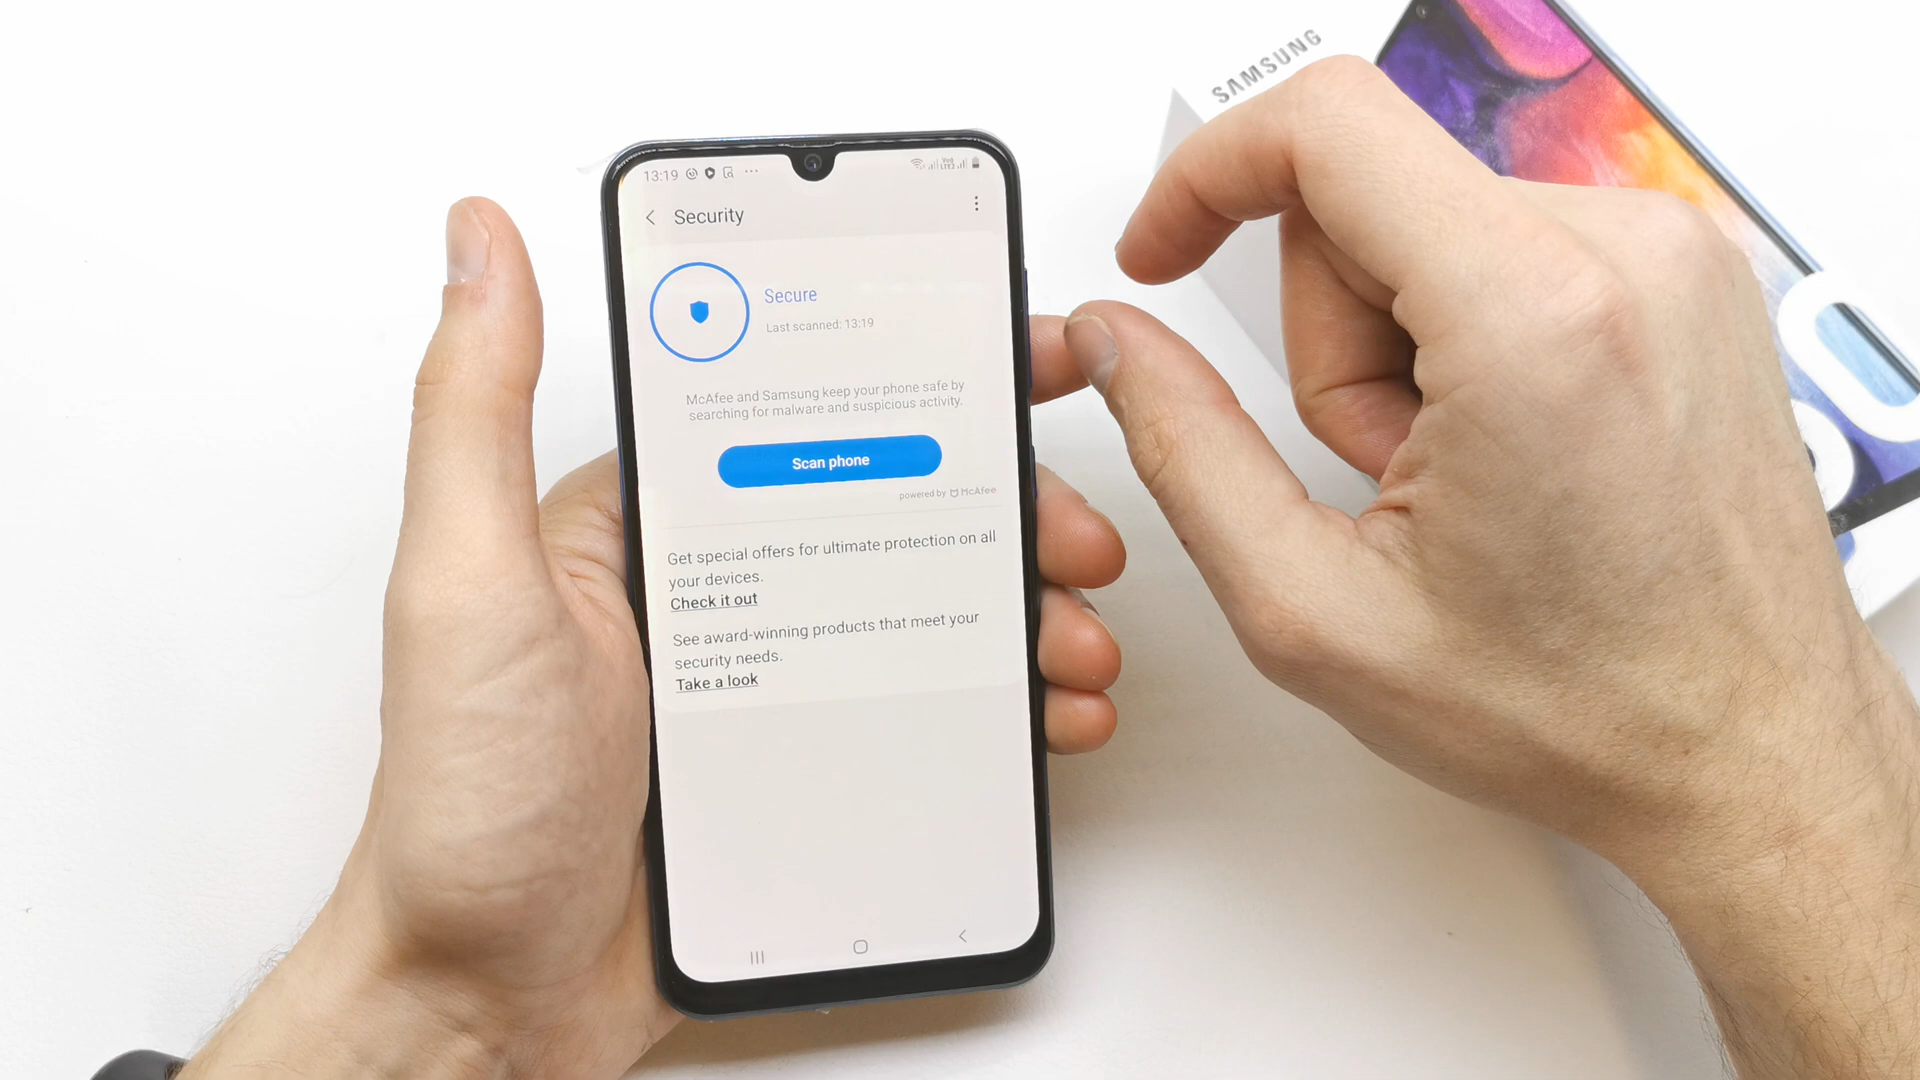 SAMSUNG
13:19
Security
Secure
Last scanned: 13:19
McAfee and Samsung keep your phone safe by
searching for malware and suspicious activity.
Scan phone
powered by McAfee
Get special offers for ultimate protection on all
your devices.
Check it out
See award-winning products that meet your
security needs.
Take a look